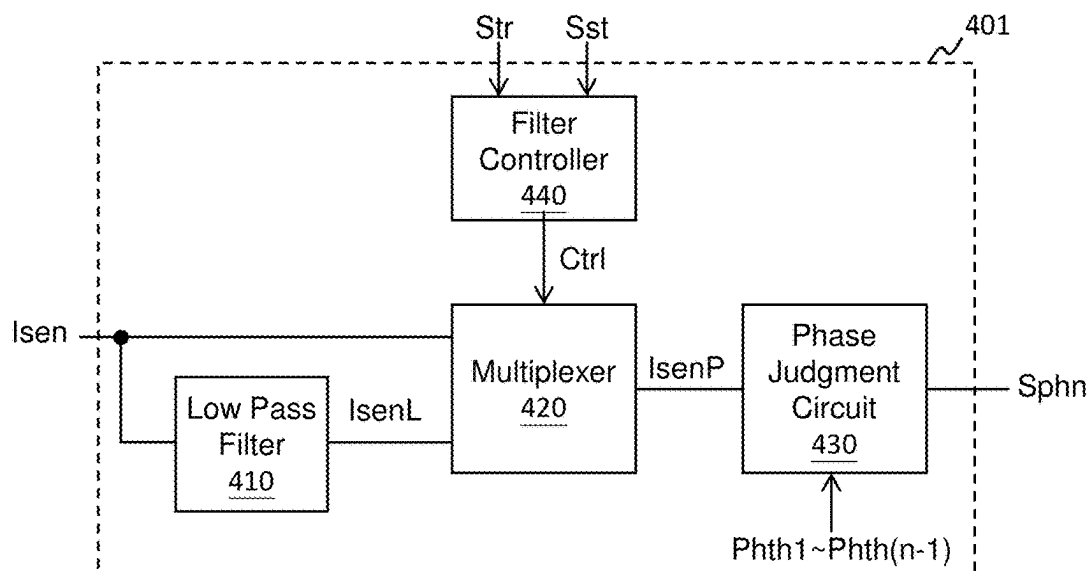 Str
Sst
401
Filter
Controller
440
Ctrl
Isen
Low Pass
Filter
410
IsenL
Multiplexer
420
IsenP
Phase
Judgment
Circuit
430
Sphn
Phth1~Phth(n-1)